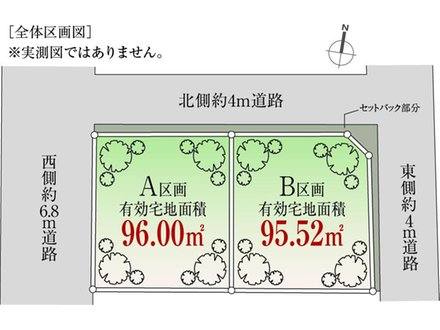 [全体区画図]
※実測図ではありません。
N
北側約4m道路
セットバック部分
西側約6.8m道路
A区画
有効宅地面積
96.00㎡
B区画
有効宅地面積
95.52㎡
東側約4m道路